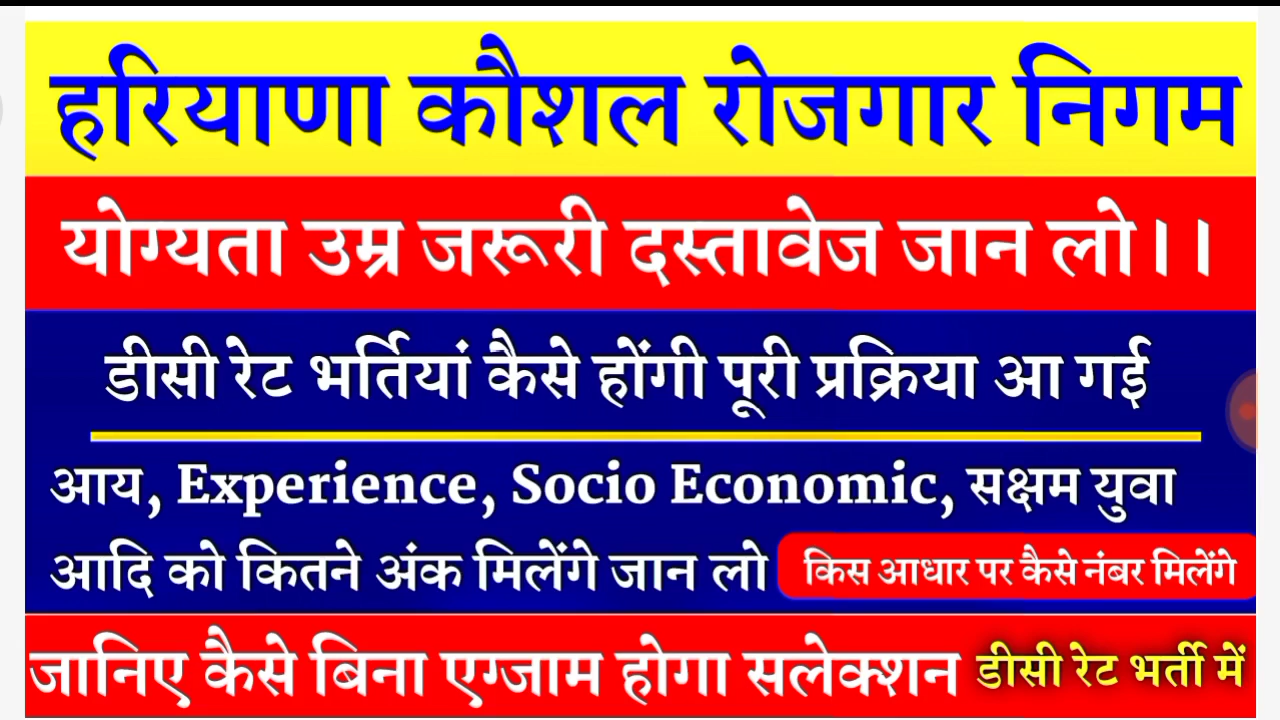 हरियाणा कौशल रोजगार निगम
योग्यता उम्र जरूरी दस्तावेज जान लो।।
डीसी रेट भर्तियां कैसे होंगी पूरी प्रक्रिया आ गई
आय, Experience, Socio Economic, सक्षम युवा
आदि को कितने अंक मिलेंगे जान लो किस आधार पर कैसे नंबर मिलेंगे
जानिए कैसे बिना एग्जाम होगा सलेक्शन डीसी रेट भर्ती में